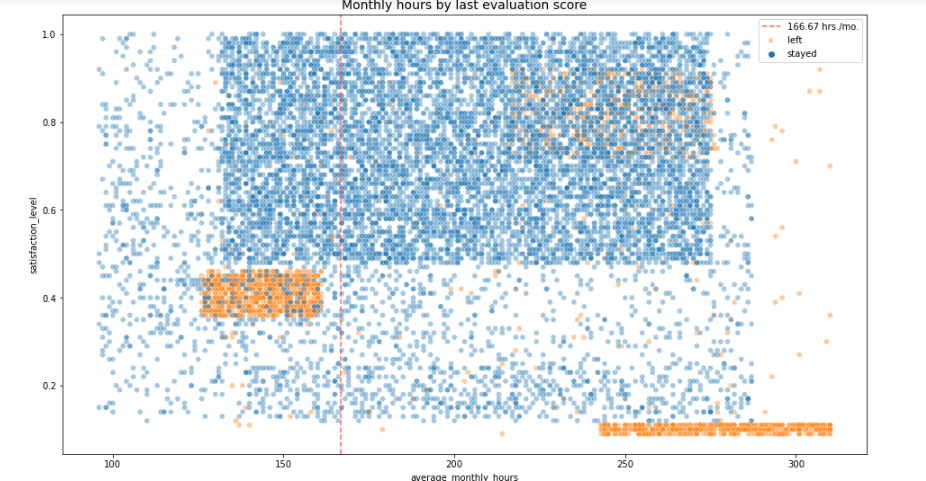 Monthly hours by last evaluation score
166.67 hrs./mo.
left
stayed
1.0
0.8
0.6
0.4
0.2
satisfaction_level
100
150
200
250
300
average_monthly_hours